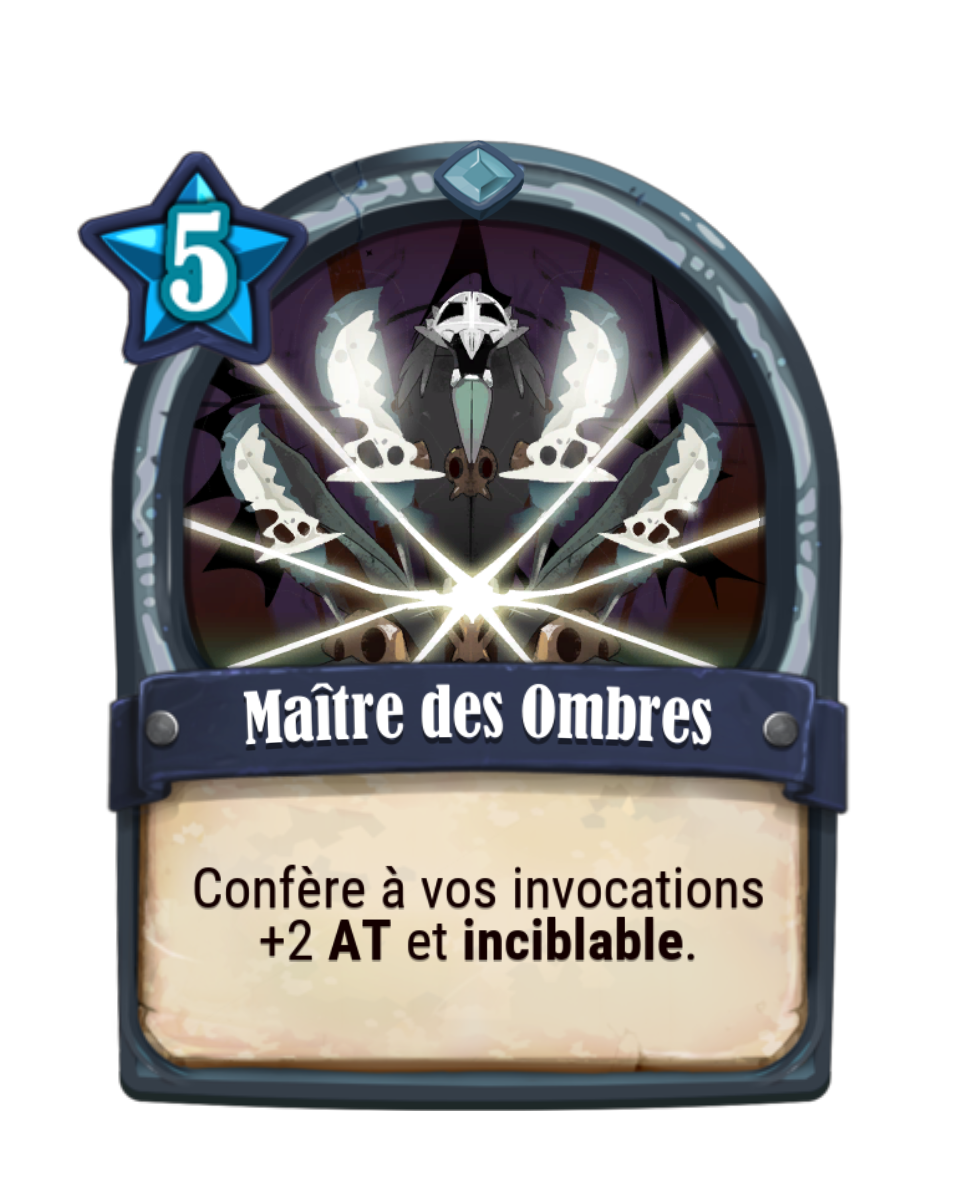 5
Maître des Ombres
Confère à vos invocations
+2 AT et inciblable.